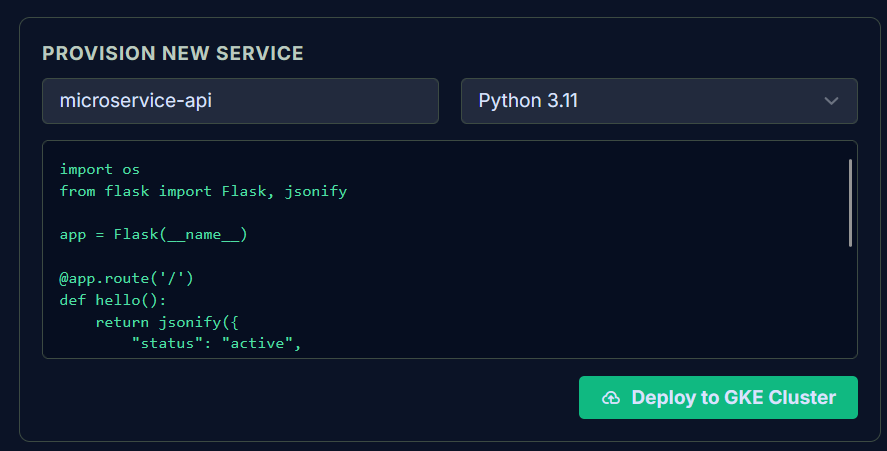 PROVISION NEW SERVICE
microservice-api
Python 3.11
import os
from flask import Flask, jsonify

app = Flask(__name__)

@app.route('/')
def hello():
    return jsonify({
        "status": "active",
Deploy to GKE Cluster